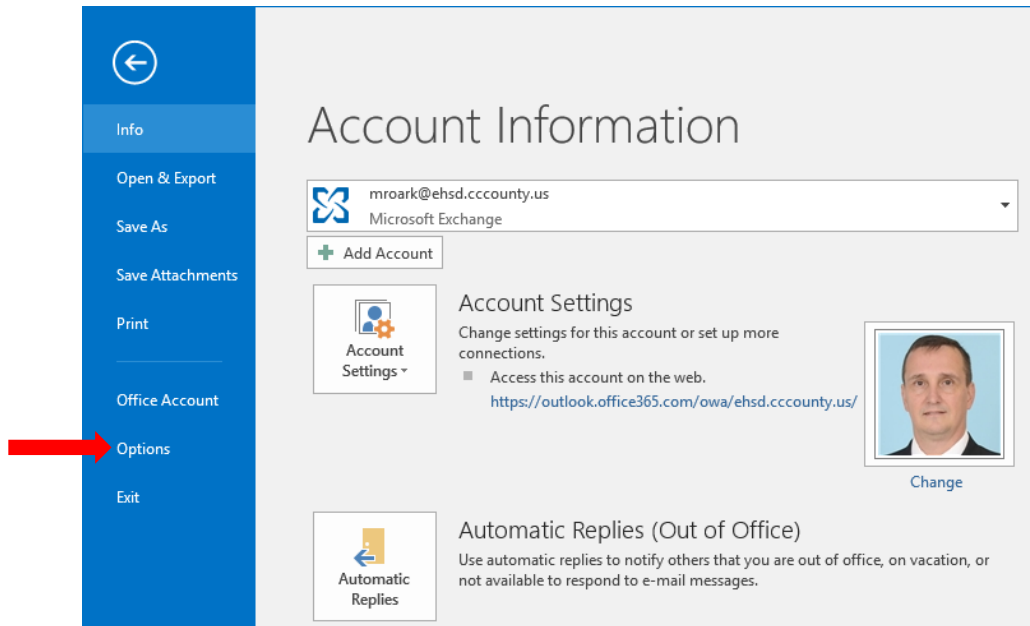 Info
Open & Export
Save As
Save Attachments
Print
Office Account
Options
Exit
Account Information
mroark@ehsd.cccounty.us
Microsoft Exchange
Add Account
Account
Settings
Account Settings
Change settings for this account or set up more
connections.
Access this account on the web.
https://outlook.office365.com/owa/ehsd.cccounty.us/
Change
Automatic
Replies
Automatic Replies (Out of Office)
Use automatic replies to notify others that you are out of office, on vacation, or
not available to respond to e-mail messages.